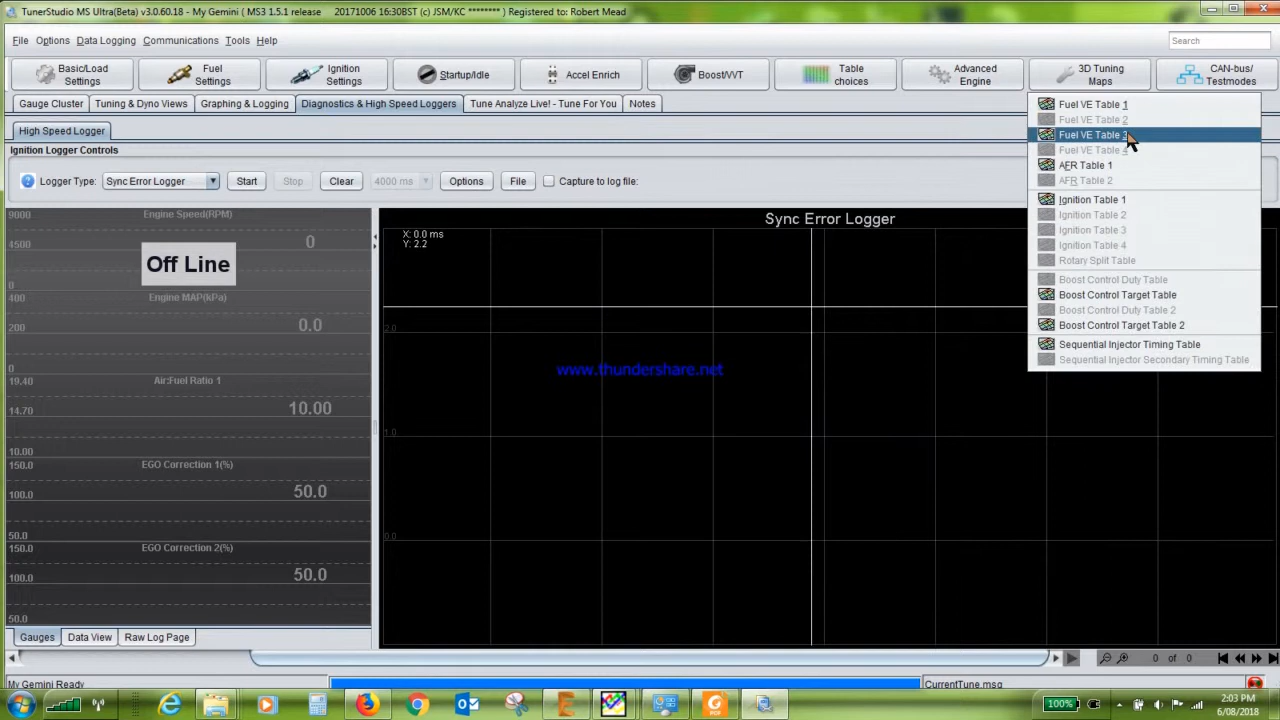 TunerStudio MS Ultra(Beta) v3.0.60.18 - My Gemini ( MS3 1.5.1 release     20171006 16:30BST (c) JSM/KC ******** ) Registered to: Robert Mead
File Options Data Logging Communications Tools Help
Search
Basic/Load Settings
Fuel Settings
Ignition Settings
Startup/Idle
Accel Enrich
Boost/VVT
Table choices
Advanced Engine
3D Tuning Maps
CAN-bus/ Testmodes
Gauge Cluster
Tuning & Dyno Views
Graphing & Logging
Diagnostics & High Speed Loggers
Tune Analyze Live! - Tune For You
Notes
High Speed Logger
Ignition Logger Controls
Logger Type: Sync Error Logger Start Stop Clear 4000 ms Options File Capture to log file:
Fuel VE Table 1
Fuel VE Table 2
Fuel VE Table 3
Fuel VE Table 4
AFR Table 1
AFR Table 2
Ignition Table 1
Ignition Table 2
Ignition Table 3
Ignition Table 4
Rotary Split Table
Boost Control Duty Table
Boost Control Target Table
Boost Control Duty Table 2
Boost Control Target Table 2
Sequential Injector Timing Table
Sequential Injector Secondary Timing Table
9000 Engine Speed(RPM)
4500 0
Off Line
0
400 Engine MAP(kPa)
200 0.0
0
19.40 Air:Fuel Ratio 1
14.70 10.00
10.00
150.0 EGO Correction 1(%)
100.0 50.0
50.0
150.0 EGO Correction 2(%)
100.0 50.0
50.0
Sync Error Logger
X: 0.0 ms
Y: 2.2
2.0
1.0
0.0
www.thundershare.net
Gauges Data View Raw Log Page
0 of 0
My Gemini Ready
CurrentTune.msq
100%
2:03 PM
6/08/2018